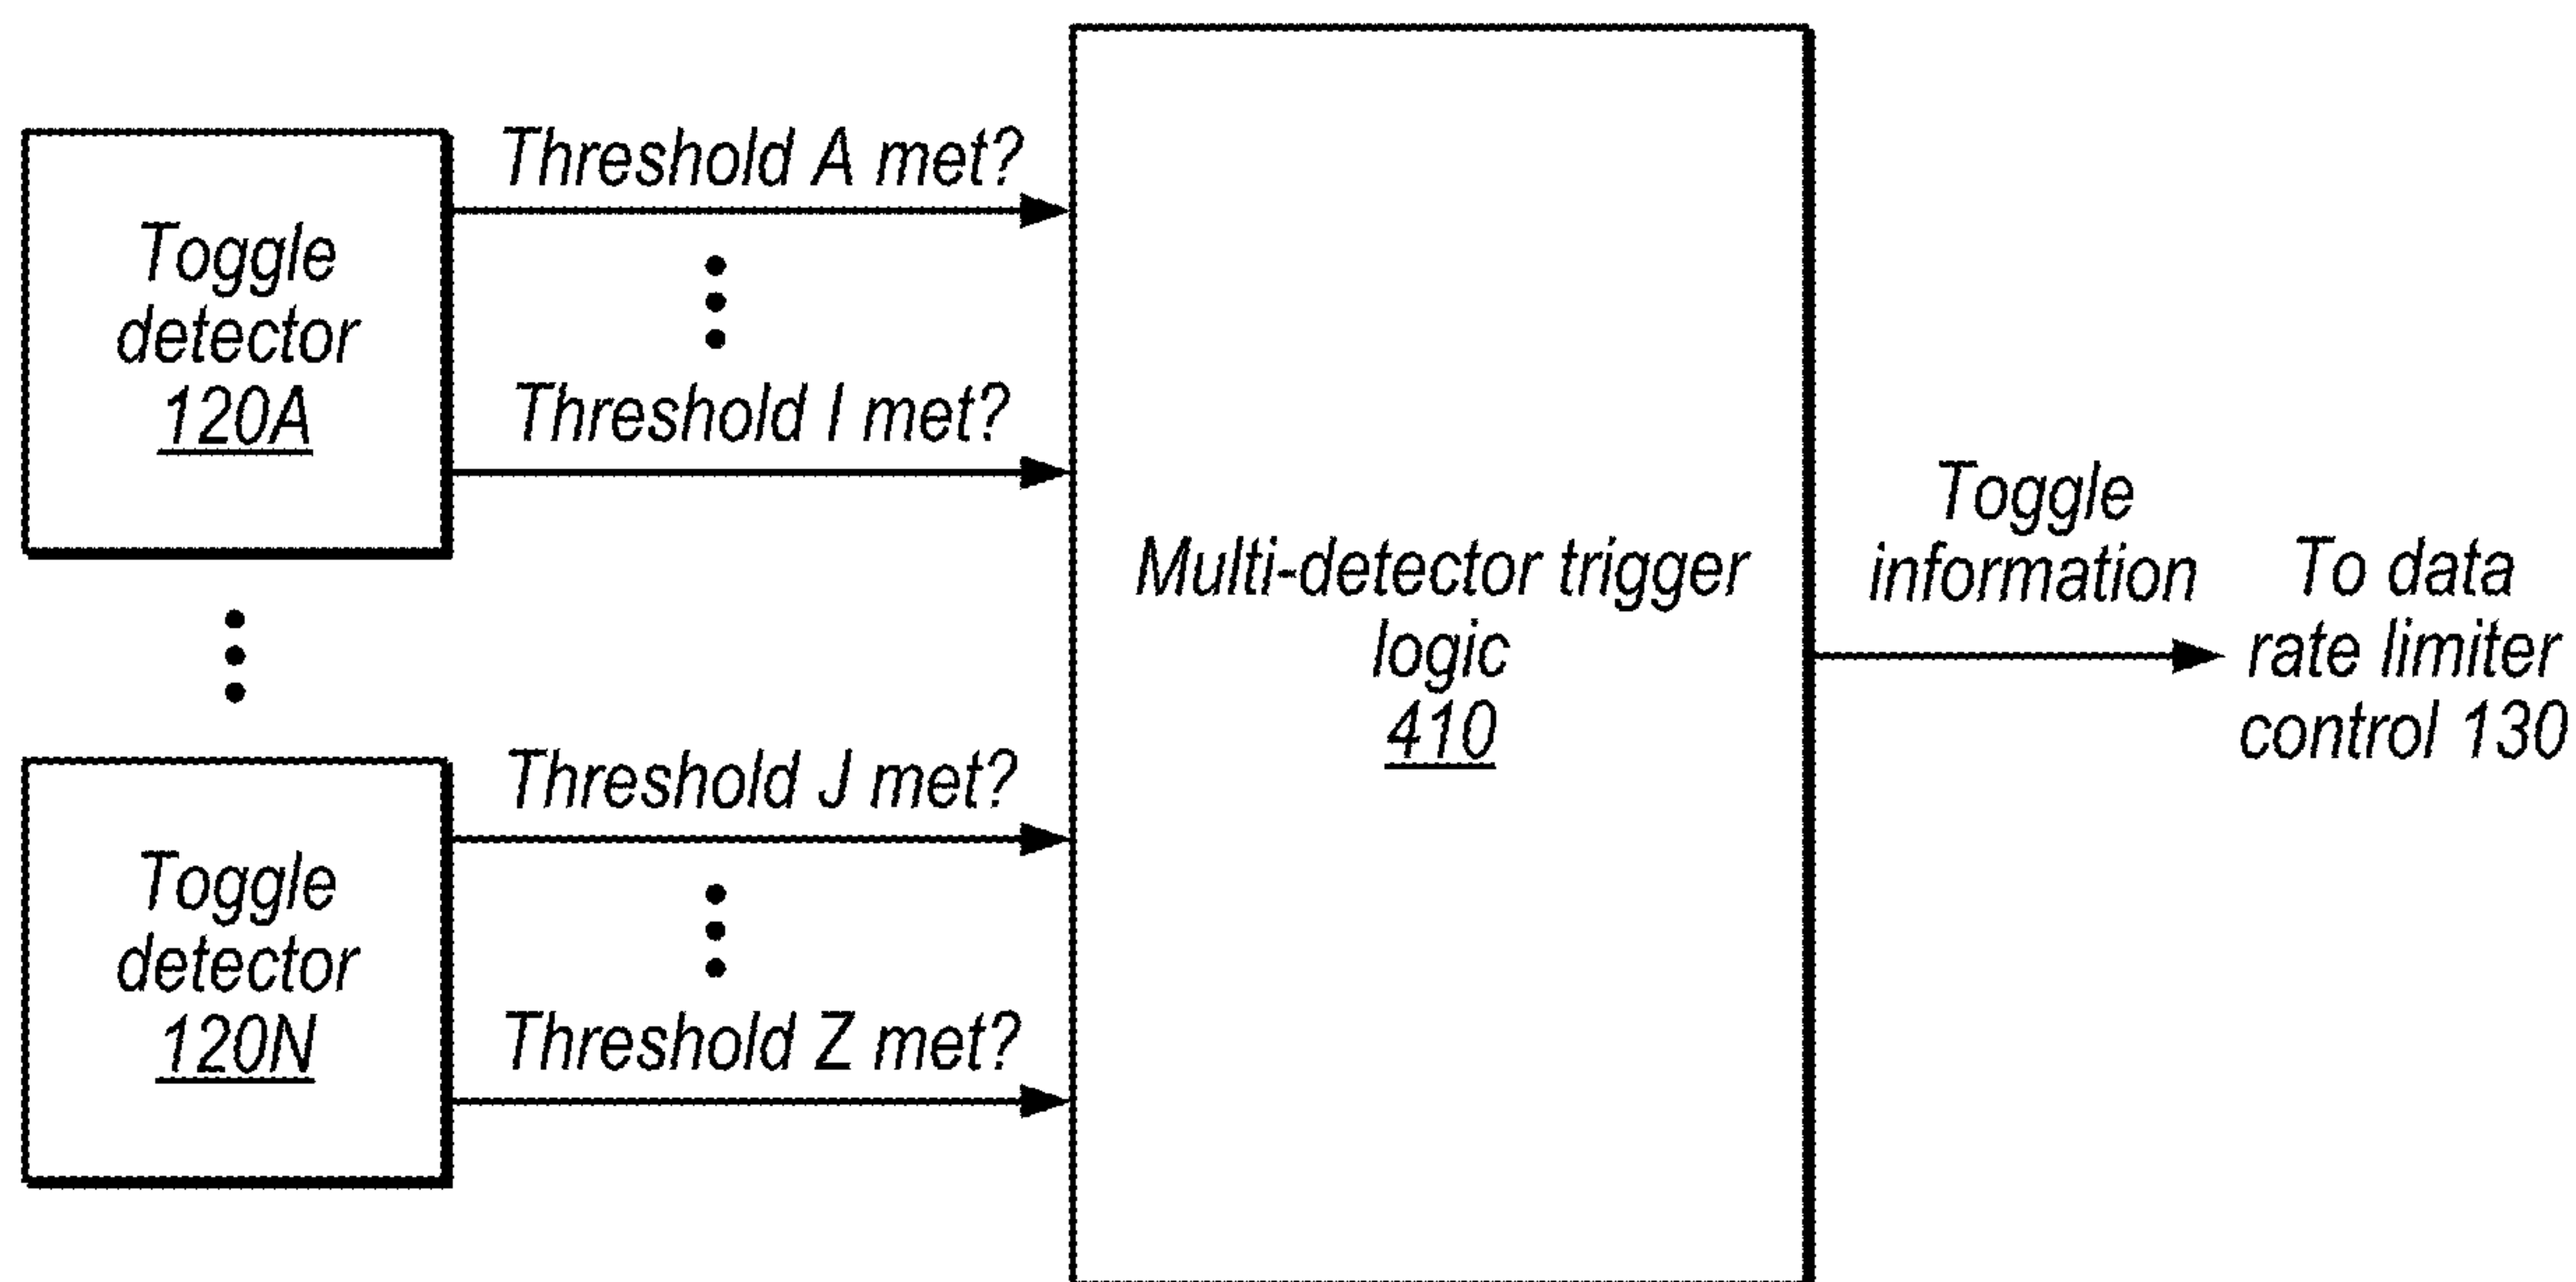 Toggle
detector
120A
Threshold A met?
Threshold I met?
Toggle
detector
120N
Threshold J met?
Threshold Z met?
Multi-detector trigger
logic
410
Toggle
information
To data
rate limiter
control 130